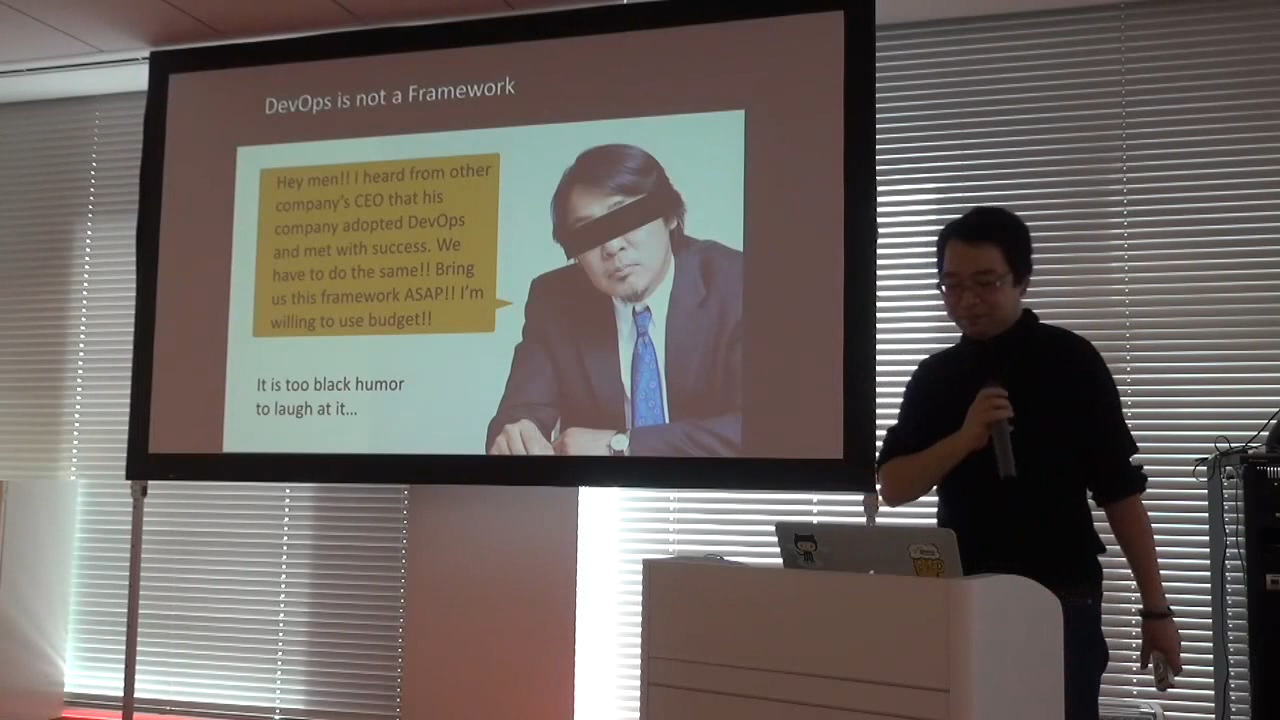 DevOps is not a Framework
Hey men!! I heard from other
company's CEO that his
company adopted DevOps
and met with success. We
have to do the same!! Bring
us this framework ASAP!! I'm
willing to use budget!!
It is too black humor
to laugh at it...